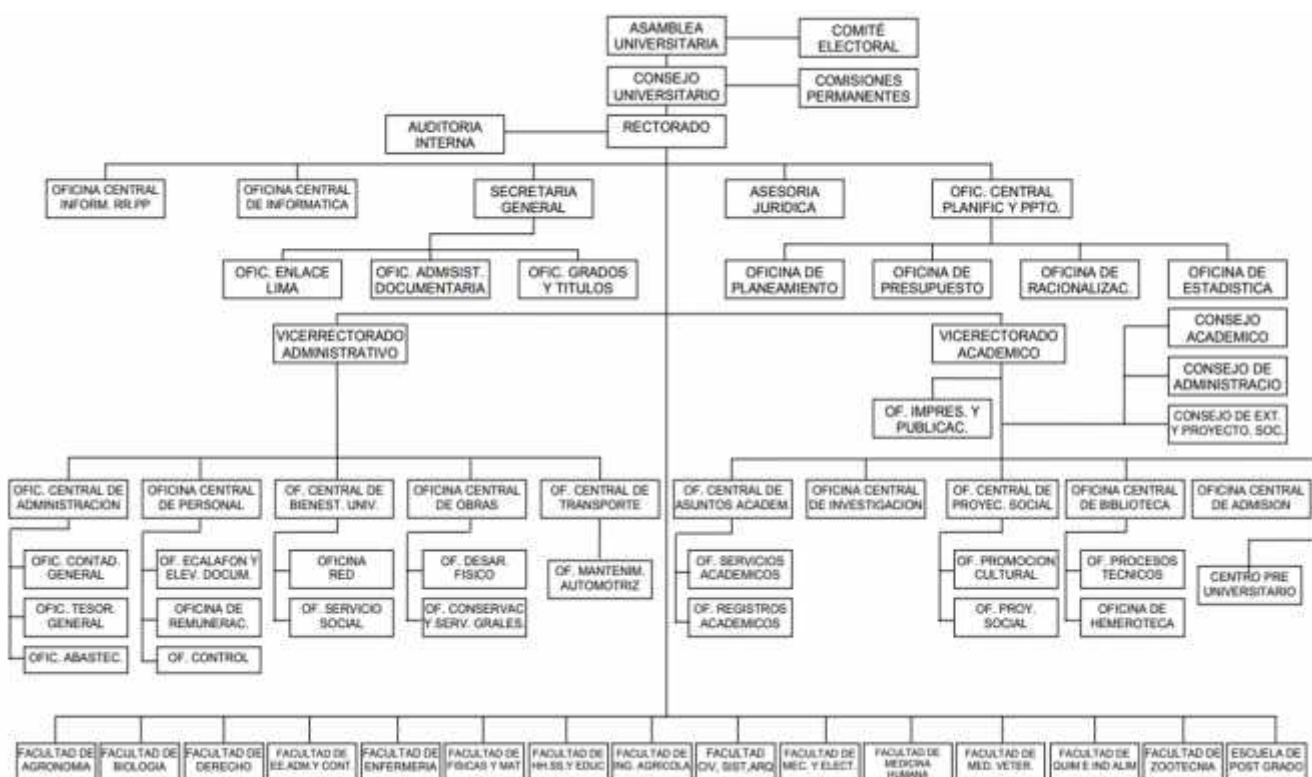 ASAMBLEA
UNIVERSITARIA
COMITÉ
ELECTORAL
CONSEJO
UNIVERSITARIO
COMISIONES
PERMANENTES
AUDITORIA
INTERNA
RECTORADO
OFICINA CENTRAL
INFORM. RR.PP
OFICINA CENTRAL
DE INFORMATICA
SECRETARIA
GENERAL
ASESORIA
JURIDICA
OFIC. CENTRAL
PLANIFIC Y PPTO.
OFIC. ENLACE
LIMA
OFIC. ADMISIST.
DOCUMENTARIA
OFIC. GRADOS
Y TITULOS
OFICINA DE
PLANEAMIENTO
OFICINA DE
PRESUPUESTO
OFICINA DE
RACIONALIZAC.
OFICINA DE
ESTADISTICA
VICERRECTORADO
ADMINISTRATIVO
VICERECTORADO
ACADEMICO
CONSEJO
ACADEMICO
CONSEJO DE
ADMINISTRACIO
OF. IMPRES. Y
PUBLICAC.
CONSEJO DE EXT.
Y PROYECTO. SOC.
OFIC. CENTRAL DE
ADMINISTRACION
OFICINA CENTRAL
DE PERSONAL
OF. CENTRAL DE
BIENEST. UNIV.
OFICINA CENTRAL
DE OBRAS
OF. CENTRAL DE
TRANSPORTE
OF. CENTRAL DE
ASUNTOS ACADEM.
OFICINA CENTRAL
DE INVESTIGACION
OF. CENTRAL DE
PROYEC. SOCIAL
OFICINA CENTRAL
DE BIBLIOTECA
OFICINA CENTRAL
DE ADMISION
OFIC. CONTAD.
GENERAL
OF. ECALAFON Y
ELEV. DOCUM.
OFICINA
RED
OF. DESAR.
FISICO
OF. MANTENIM.
AUTOMOTRIZ
OF. SERVICIOS
ACADEMICOS
OF. PROMOCION
CULTURAL
OF. PROCESOS
TECNICOS
CENTRO PRE
UNIVERSITARIO
OFIC. TESOR.
GENERAL
OFICINA DE
REMUNERAC.
OF. SERVICIO
SOCIAL
OF. CONSERVAC
Y SERV. GRALES.
OF. REGISTROS
ACADEMICOS
OF. PROY.
SOCIAL
OFICINA DE
HEMEROTECA
OFIC. ABASTEC.
OF. CONTROL
FACULTAD DE
AGRONOMIA
FACULTAD DE
BIOLOGIA
FACULTAD DE
DERECHO
FACULTAD DE
EE.ADM.Y CONT.
FACULTAD DE
ENFERMERIA
FACULTAD DE
FISICAS Y MAT
FACULTAD DE
HH.SS.Y EDUC
FACULTAD DE
ING. AGRICOLA
FACULTAD
CIV, SIST,ARQ
FACULTAD DE
MEC. Y ELECT.
FACULTAD DE
MEDICINA
HUMANA
FACULTAD DE
MED. VETER.
FACULTAD DE
QUIM E IND ALIM
FACULTAD DE
ZOOTECNIA
ESCUELA DE
POST GRADO